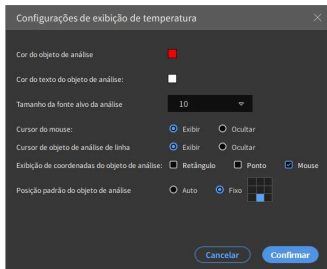 Configurações de exibição de temperatura
Cor do objeto de análise
Cor do texto do objeto de análise:
Tamanho da fonte alvo da análise 10
Cursor do mouse: Exibir Ocultar
Cursor de objeto de análise de linha Exibir Ocultar
Exibição de coordenadas do objeto de análise: Retângulo Ponto Mouse
Posição padrão do objeto de análise Auto Fixo
Cancelar Confirmar